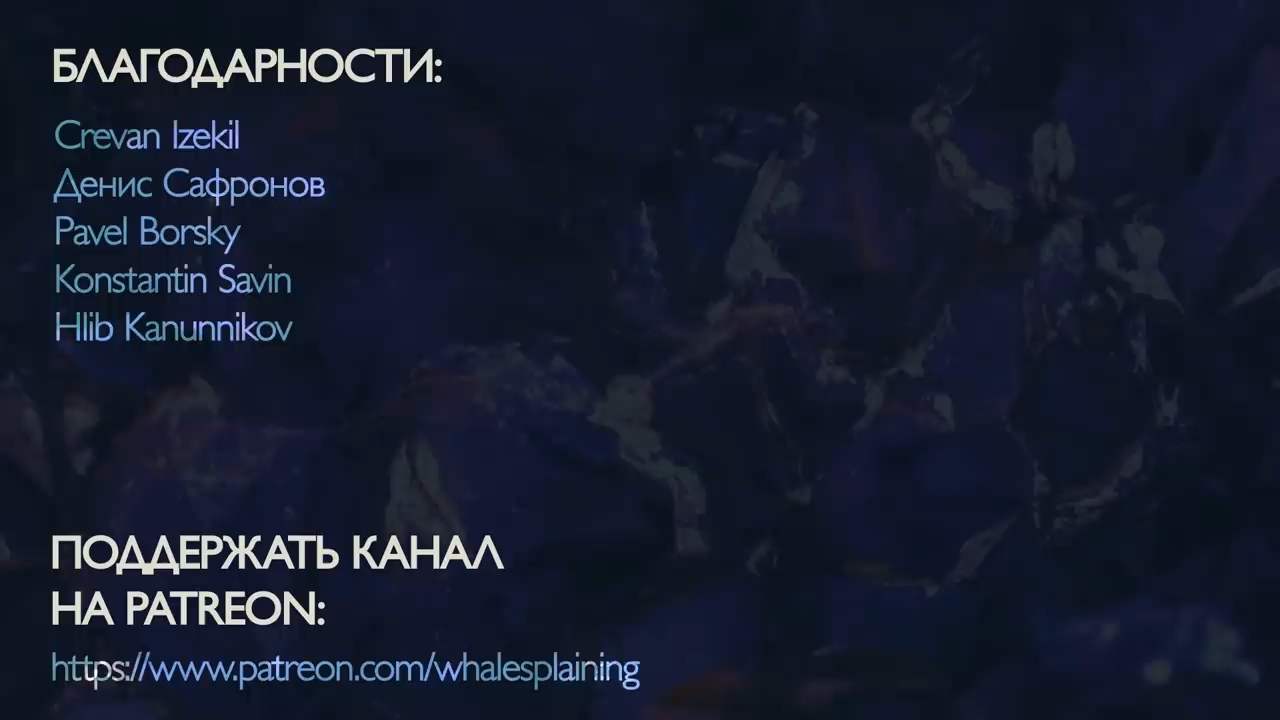 БЛАГОДАРНОСТИ:
Crevan Izekil
Денис Сафронов
Pavel Borsky
Konstantin Savin
Hlib Kanunnikov
ПОДДЕРЖАТЬ КАНАЛ
НА PATREON:
https://www.patreon.com/whalesplaining